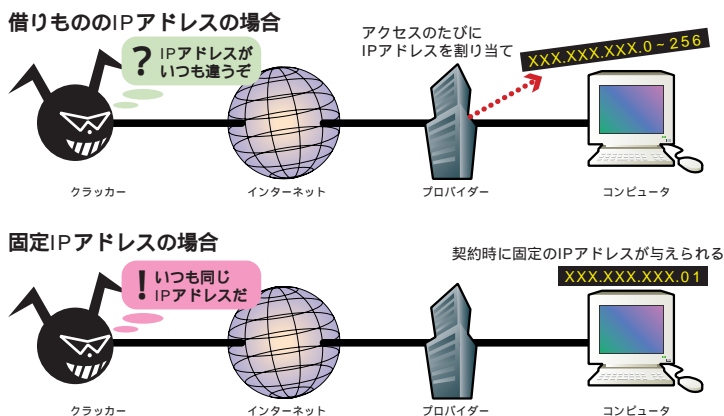 借りもののIPアドレスの場合
アクセスのたびに
IPアドレスを割り当て
XXX.XXX.XXX.0~256
? IPアドレスが
いつも違うぞ
クラッカー
インターネット
プロバイダー
コンピュータ
固定IPアドレスの場合
契約時に固定のIPアドレスが与えられる
XXX.XXX.XXX.01
! いつも同じ
IPアドレスだ
クラッカー
インターネット
プロバイダー
コンピュータ